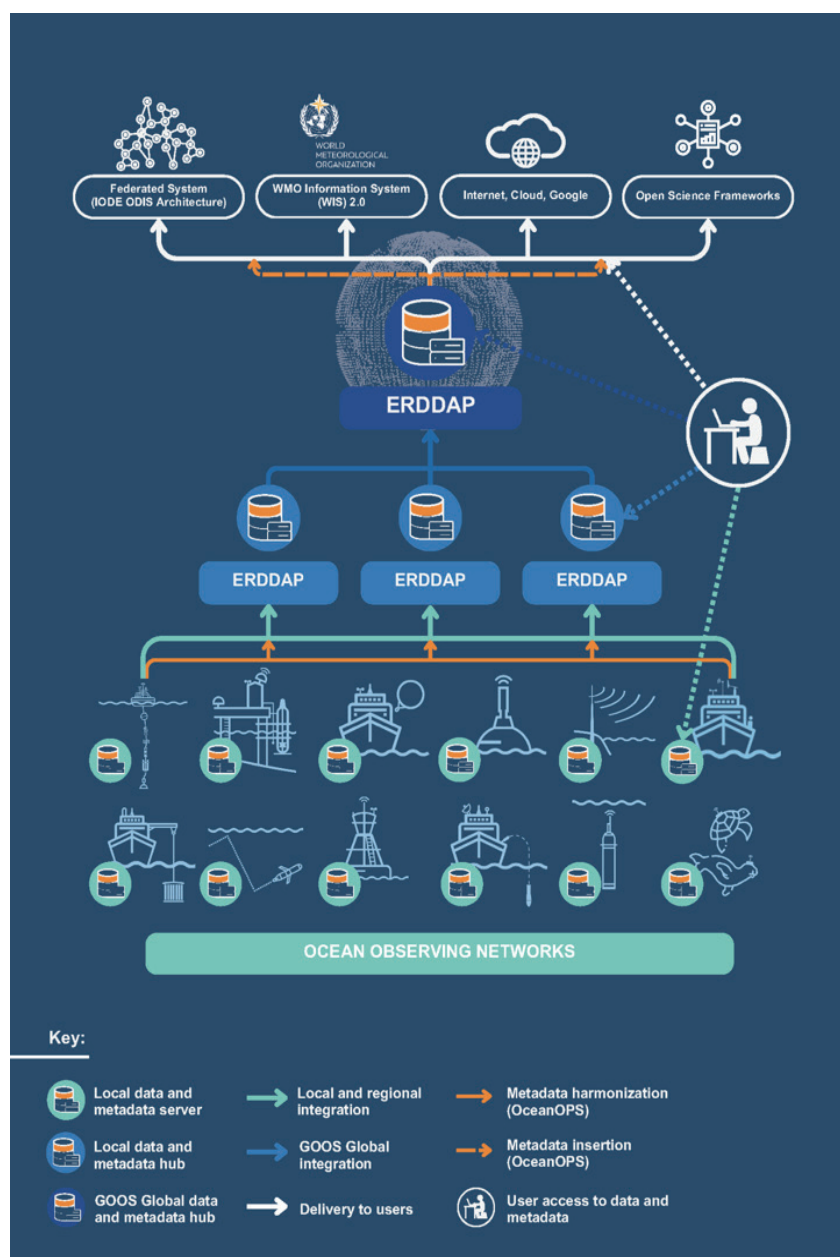 WORLD
METEOROLOGICAL
ORGANIZATION
Federated System
(IODE ODIS Architecture)
WMO Information System
(WIS) 2.0
Internet, Cloud, Google
Open Science Frameworks
ERDDAP
ERDDAP
ERDDAP
ERDDAP
OCEAN OBSERVING NETWORKS
Key:
Local data and
metadata server
Local and regional
integration
Metadata harmonization
(OceanOPS)
Local data and
metadata hub
GOOS Global
integration
Metadata insertion
(OceanOPS)
GOOS Global data
and metadata hub
Delivery to users
User access to data and
metadata